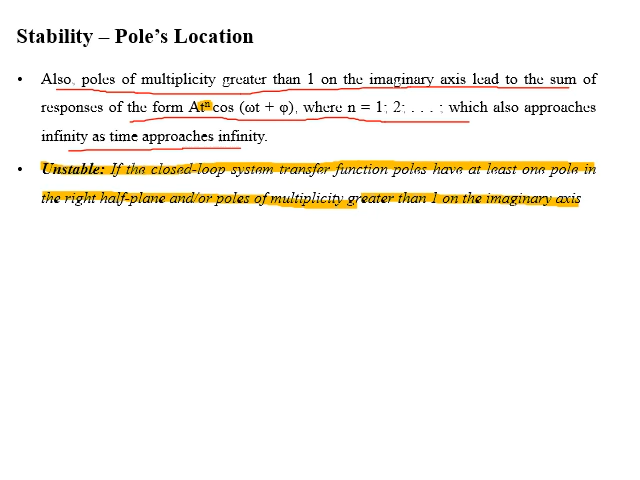 Stability – Pole's Location
• Also, poles of multiplicity greater than 1 on the imaginary axis lead to the sum of
responses of the form Atⁿ cos (ωt + φ), where n = 1; 2; . . . ; which also approaches
infinity as time approaches infinity.
• Unstable: If the closed-loop system transfer function poles have at least one pole in
the right half-plane and/or poles of multiplicity greater than 1 on the imaginary axis